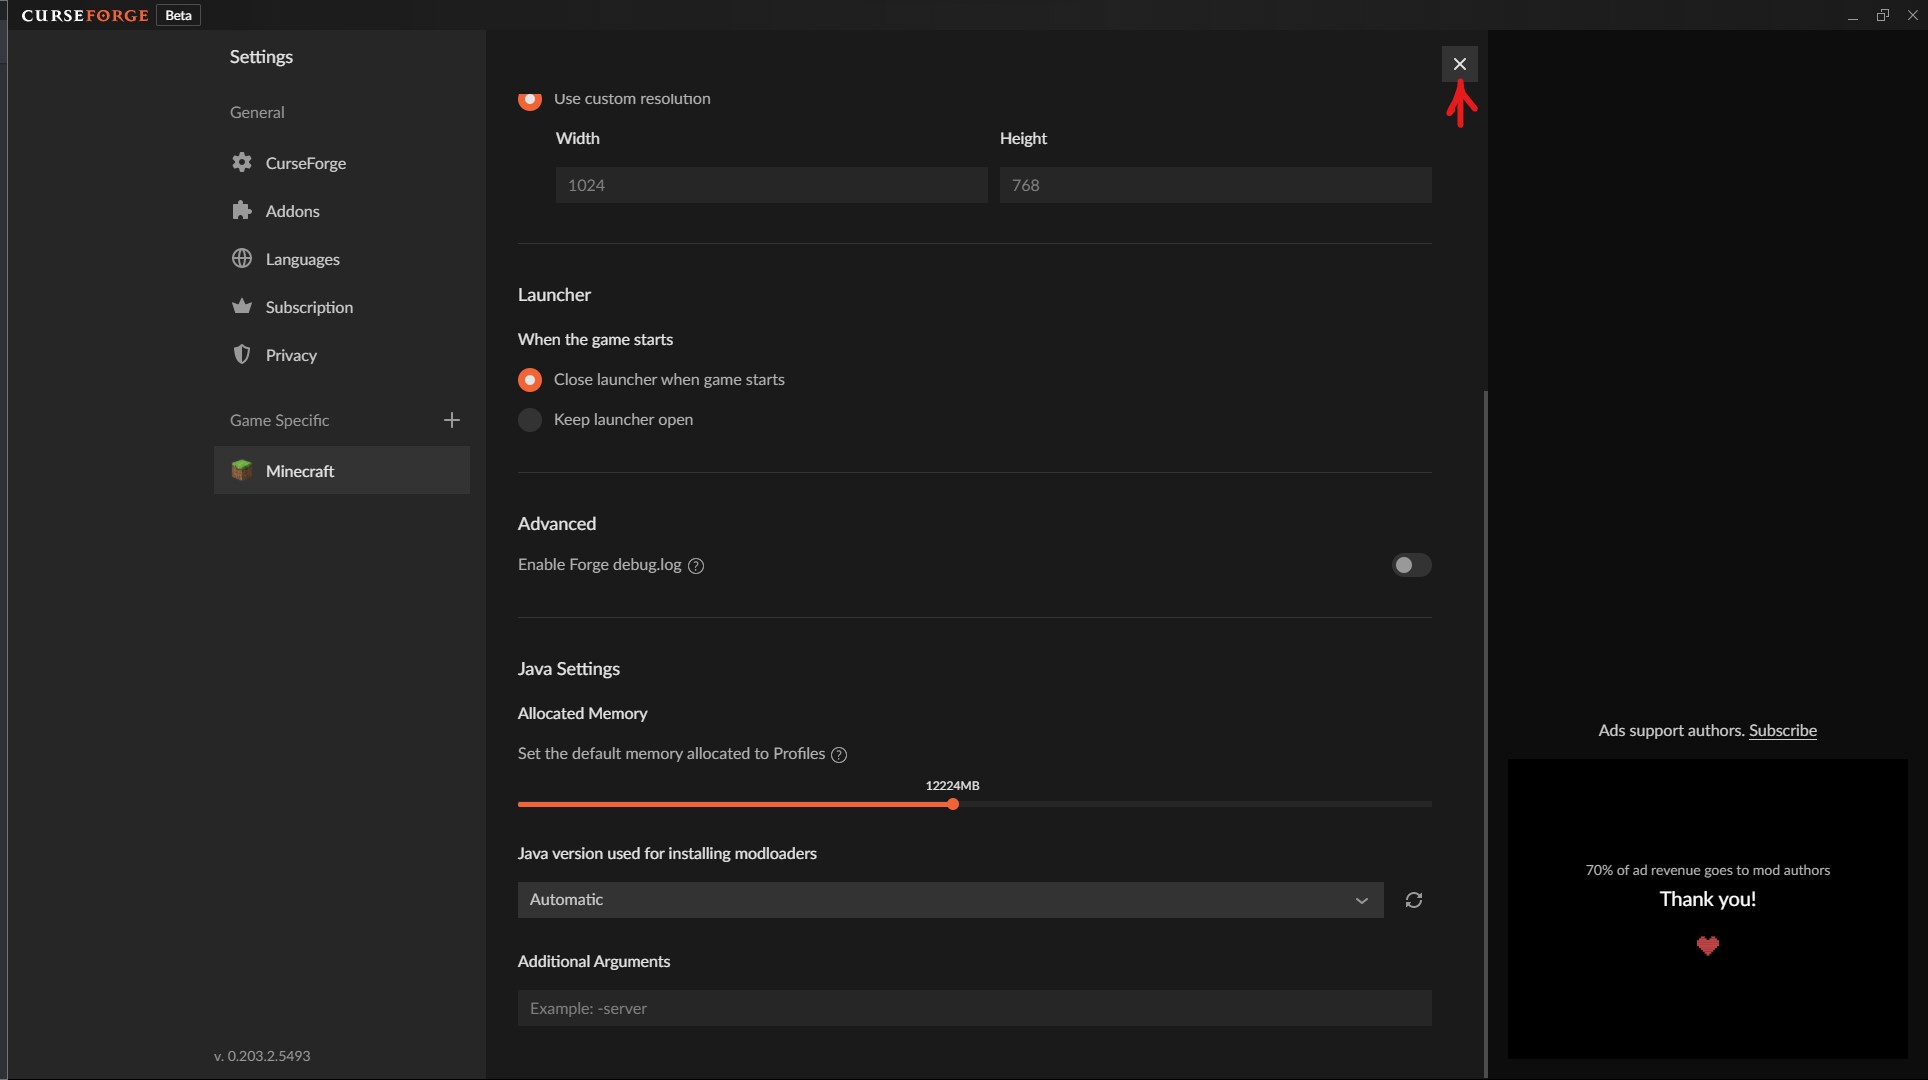 CURSEFORGE Beta
Settings
General
CurseForge
Addons
Languages
Subscription
Privacy
Game Specific
Minecraft
v. 0.203.2.5493
Use custom resolution
Width Height
1024 768
Launcher
When the game starts
Close launcher when game starts
Keep launcher open
Advanced
Enable Forge debug.log ?
Java Settings
Allocated Memory
Set the default memory allocated to Profiles ?
12224MB
Java version used for installing modloaders
Automatic
Additional Arguments
Example: -server
Ads support authors. Subscribe
70% of ad revenue goes to mod authors
Thank you!